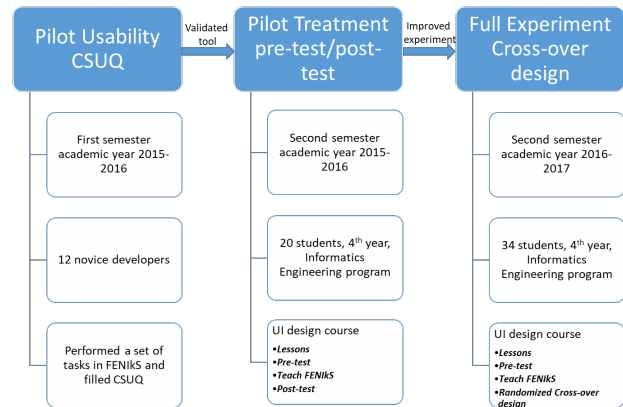 Pilot Usability
CSUQ
Validated
tool
Pilot Treatment
pre-test/post-
test
Improved
experiment
Full Experiment
Cross-over
design
First semester
academic year 2015-
2016
12 novice developers
Performed a set of
tasks in FENIkS and
filled CSUQ
Second semester
academic year 2015-
2016
20 students, 4th year,
Informatics
Engineering program
UI design course
•Lessons
•Pre-test
•Teach FENIkS
•Post-test
Second semester
academic year 2016-
2017
34 students, 4th year,
Informatics
Engineering program
UI design course
•Lessons
•Pre-test
•Teach FENIkS
•Randomized Cross-over
design